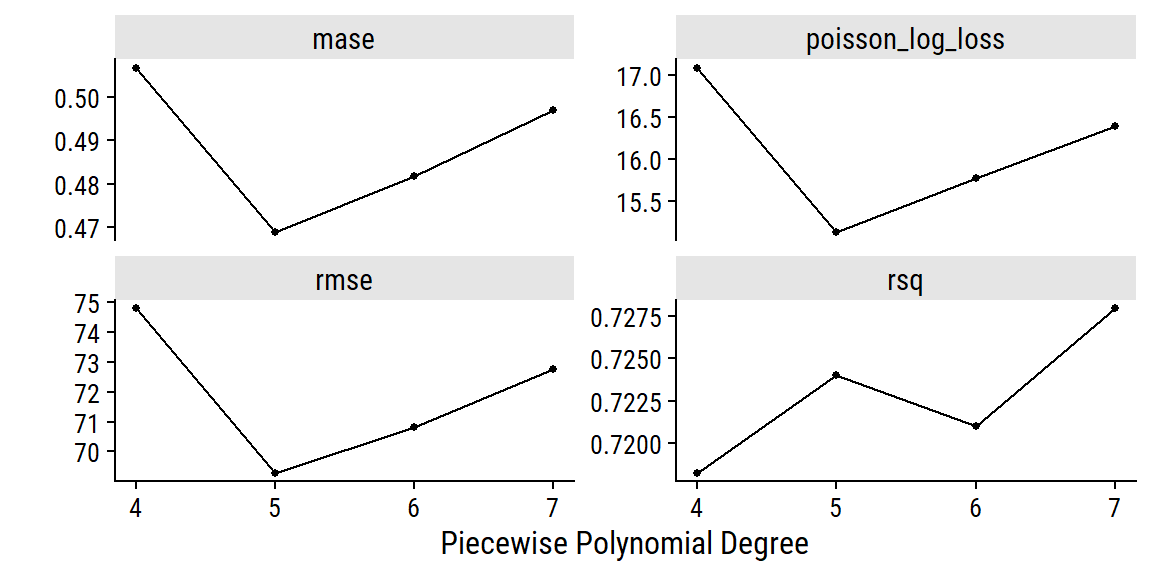 mase
0.50
0.49
0.48
0.47
poisson_log_loss
17.0
16.5
16.0
15.5
rmse
75
74
73
72
71
70
4 5 6 7
rsq
0.7275
0.7250
0.7225
0.7200
4 5 6 7
Piecewise Polynomial Degree